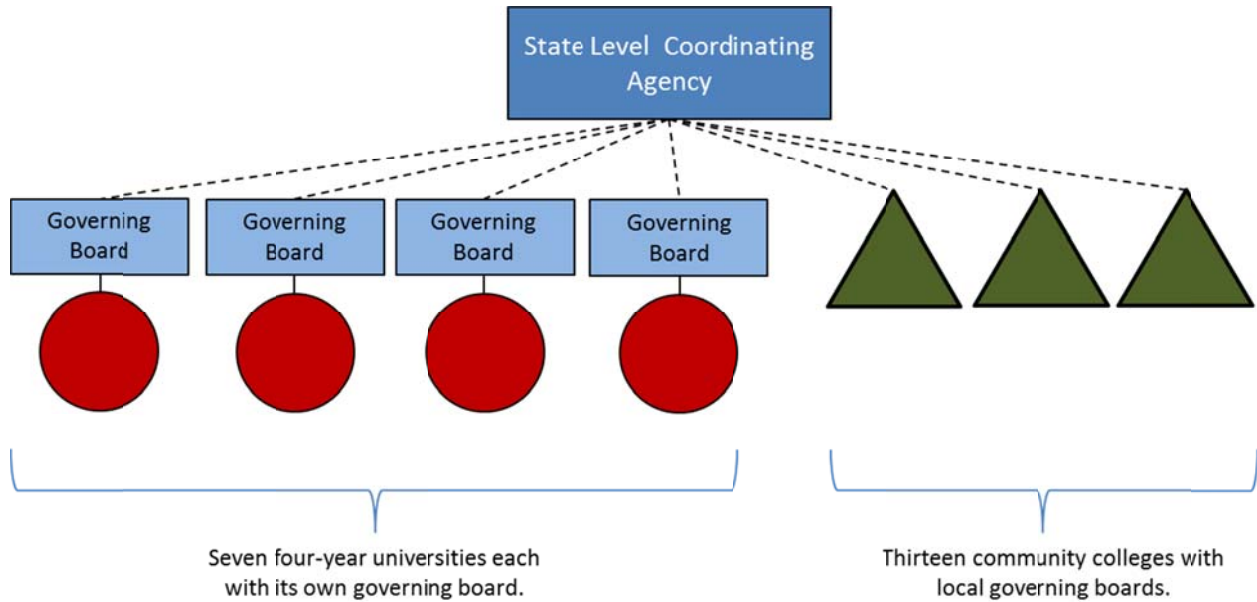 State Level Coordinating
Agency
Governing
Board
Governing
Board
Governing
Board
Governing
Board
Seven four-year universities each
with its own governing board.
Thirteen community colleges with
local governing boards.